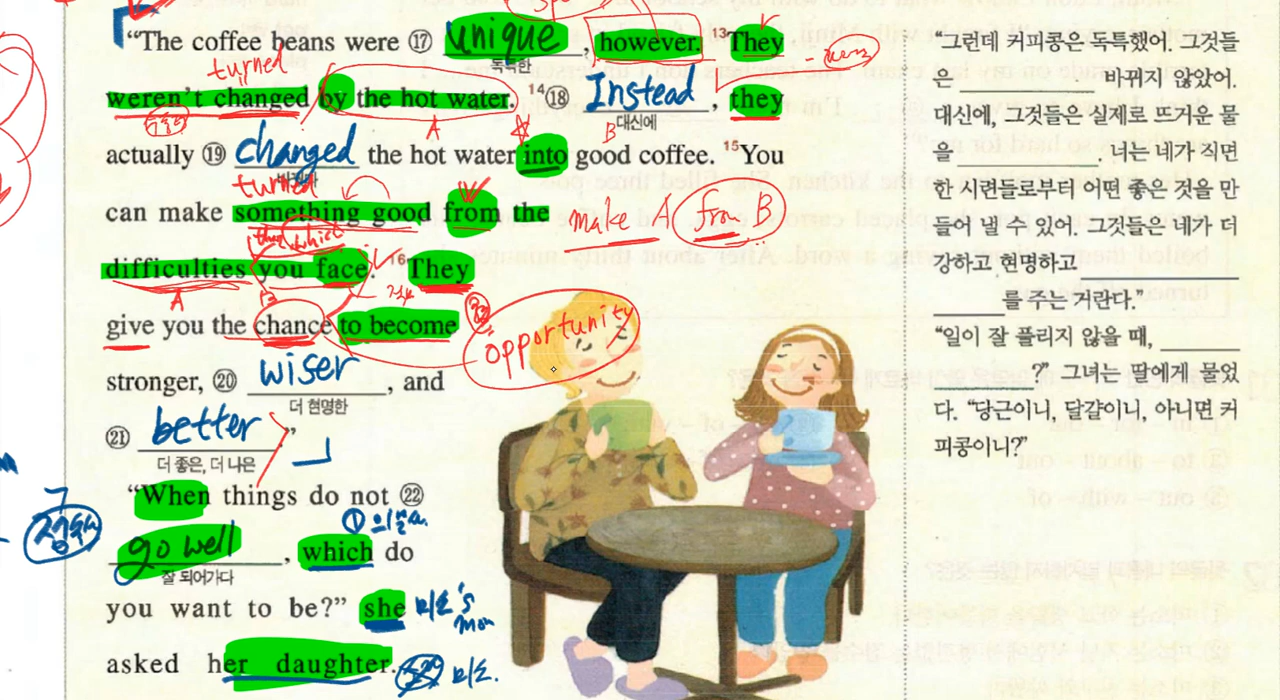 "The coffee beans were ⑰ unique, however. ¹³They
turned
독특한
weren't changed by the hot water. ¹⁴⑱ Instead, they
대신에
A
B
actually ⑲ changed the hot water into good coffee. ¹⁵You
turned
can make something good from the
make A from B
which
difficulties you face. ¹⁶They
A
give you the chance to become
opportunity
stronger, ⑳ wiser, and
더 현명한
㉑ better"
더 좋은, 더 나은
"When things do not ㉒
go well, which do
잘 되어가다
you want to be?" she 미소's mom
asked her daughter. 미소.
"그런데 커피콩은 독특했어. 그것들
은 바뀌지 않았어.
대신에, 그것들은 실제로 뜨거운 물
을 . 너는 네가 직면
한 시련들로부터 어떤 좋은 것을 만
들어 낼 수 있어. 그것들은 네가 더
강하고 현명하고
를 주는 거란다."
"일이 잘 풀리지 않을 때,
?" 그녀는 딸에게 물었
다. "당근이니, 달걀이니, 아니면 커
피콩이니?"